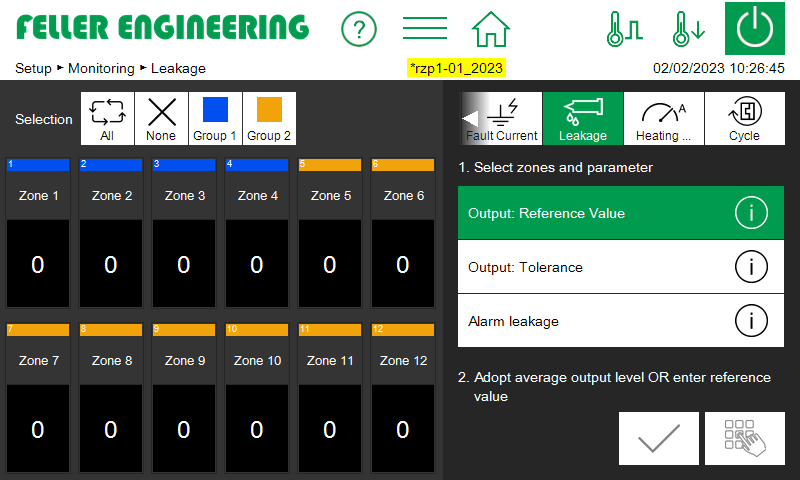 FELLER ENGINEERING
?
Setup ▸ Monitoring ▸ Leakage
*rzp1-01_2023
02/02/2023 10:26:45
Selection
All
None
Group 1
Group 2
Fault Current
Leakage
A
Heating ...
Cycle
1 2 3 4 5 6
Zone 1 Zone 2 Zone 3 Zone 4 Zone 5 Zone 6
0 0 0 0 0 0
7 8 9 10 11 12
Zone 7 Zone 8 Zone 9 Zone 10 Zone 11 Zone 12
0 0 0 0 0 0
1. Select zones and parameter
Output: Reference Value i
Output: Tolerance i
Alarm leakage i
2. Adopt average output level OR enter reference
value